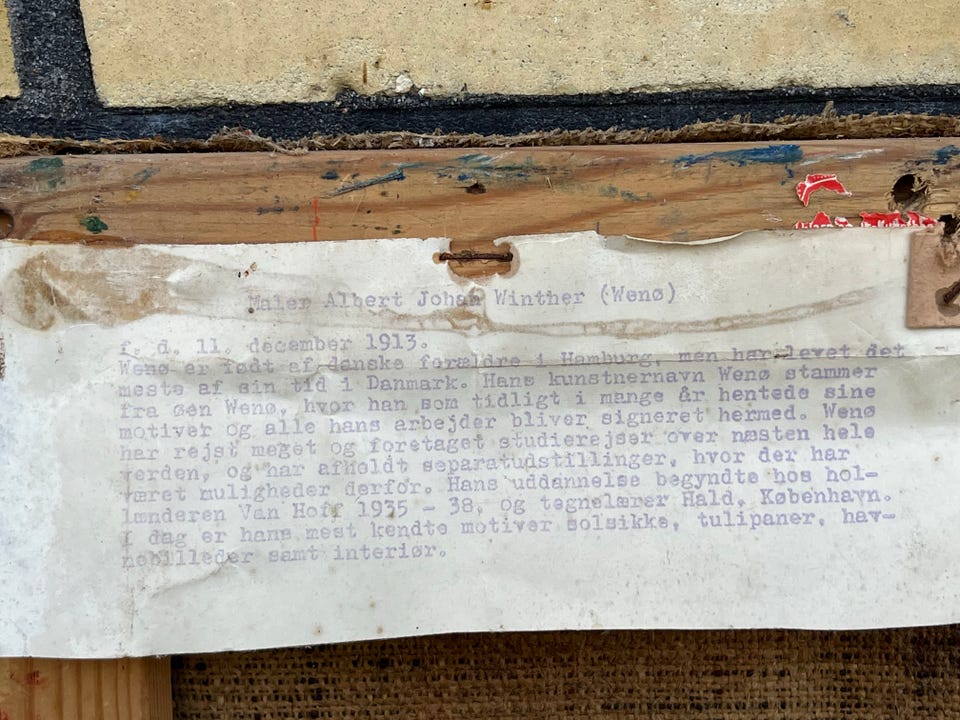 Maler Albert Johan Winther (Wenø)
f. d. 11. december 1913.
Wenø er født af danske forældre i Hamburg, men har levet det
meste af sin tid i Danmark. Hans kunstnernavn Wenø stammer
fra øen Wenø, hvor han som tidligt i mange år hentede sine
motiver og alle hans arbejder bliver signeret hermed. Wenø
har rejst meget og foretaget studierejser over næsten hele
verden, og har afholdt separatudstillinger, hvor der har
været muligheder derfor. Hans uddannelse begyndte hos hol-
lænderen Van Hoff 1935 - 38, og tegnelærer Hald, København.
I dag er hans mest kendte motiver solsikke, tulipaner, hav-
nebilleder samt interiør.